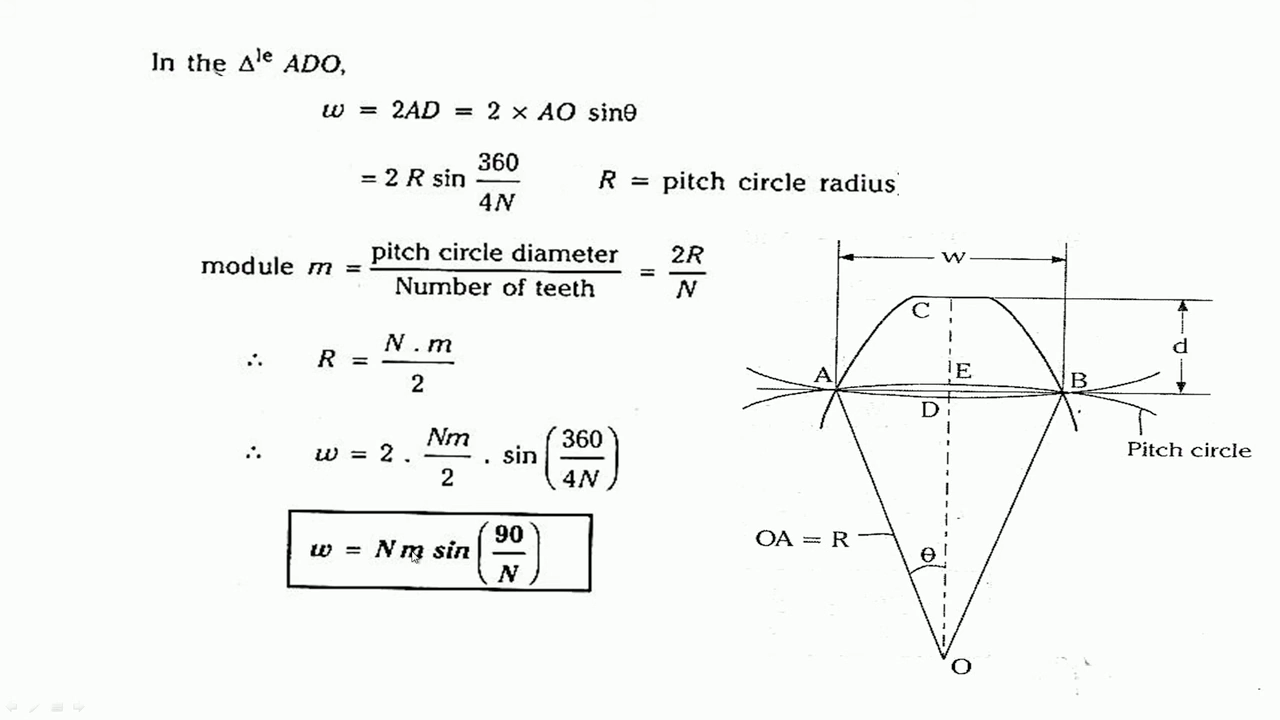 In the Δle ADO,
w = 2AD = 2 × AO sinθ
= 2 R sin 360/4N R = pitch circle radius
module m = pitch circle diameter/Number of teeth = 2R/N
∴ R = N . m/2
∴ w = 2 . Nm/2 . sin(360/4N)
w = N m sin(90/N)
w
C
d
A
E
B
D
Pitch circle
OA = R
θ
O